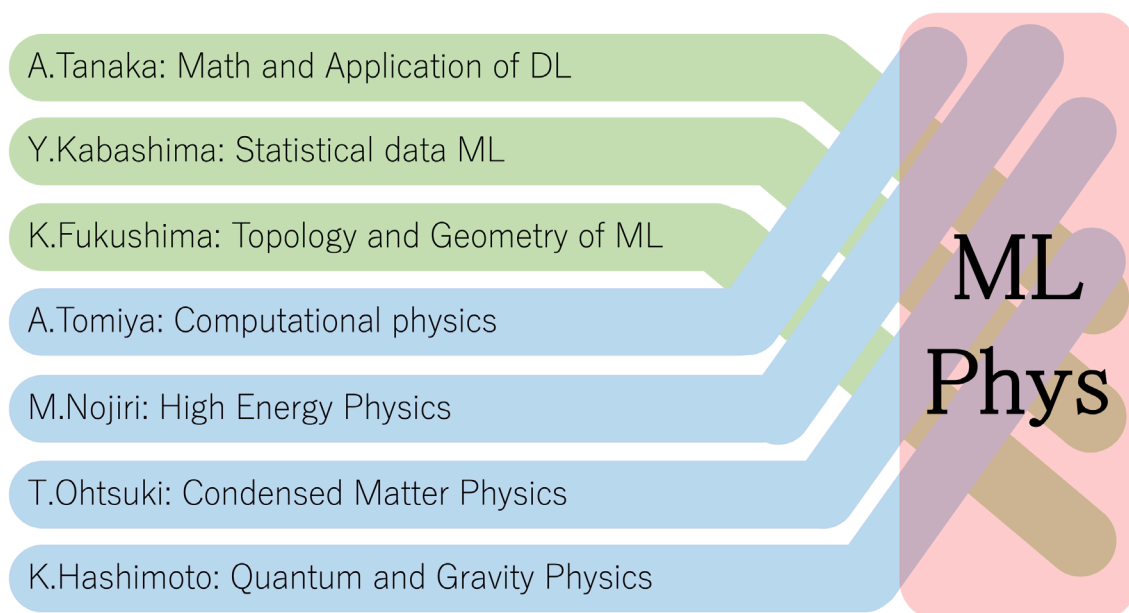 A.Tanaka: Math and Application of DL
Y.Kabashima: Statistical data ML
K.Fukushima: Topology and Geometry of ML
A.Tomiya: Computational physics
M.Nojiri: High Energy Physics
T.Ohtsuki: Condensed Matter Physics
K.Hashimoto: Quantum and Gravity Physics
ML
Phys